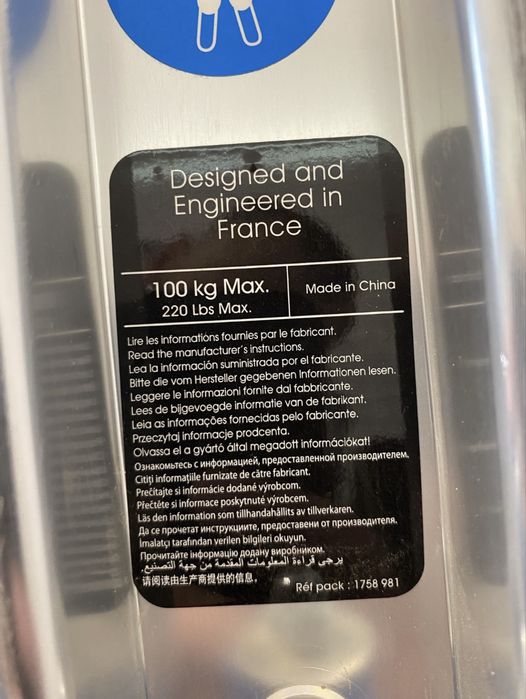 Designed and
Engineered in
France
100 kg Max.
220 Lbs Max.
Made in China
Lire les informations fournies par le fabricant.
Read the manufacturer's instructions.
Lea la información suministrada por el fabricante.
Bitte die vom Hersteller gegebenen Informationen lesen.
Leggere le informazioni fornite dal fabbricante.
Lees de bijgevoegde informatie van de fabrikant.
Leia as informações fornecidas pelo fabricante.
Przeczytaj informacje prodcenta.
Olvassa el a gyártó által megadott információkat!
Ознакомьтесь с информацией, предоставленной производителем.
Citiți informațiile furnizate de către fabricant.
Prečítajte si informácie dodané výrobcom.
Přečtěte si informace poskytnuté výrobcem.
Läs den information som tillhandahållits av tillverkaren.
Да се прочетат инструкциите, предоставени от производителя.
İmalatçı tarafından verilen bilgileri okuyun.
Прочитайте інформацію додану виробником.
يرجى قراءة المعلومات المقدمة من جهة التصنيع.
请阅读由生产商提供的信息。
Réf pack : 1758 981